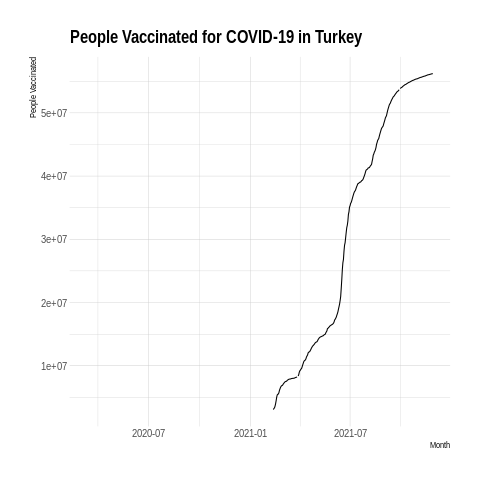 People Vaccinated for COVID-19 in Turkey
People Vaccinated
5e+07
4e+07
3e+07
2e+07
1e+07
2020-07 2021-01 2021-07
Month